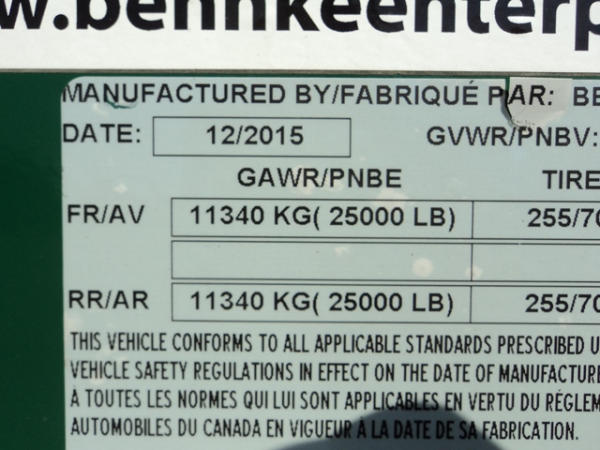 w.bennkeenterp
MANUFACTURED BY/FABRIQUÉ PAR: BE
DATE: 12/2015 GVWR/PNBV:
GAWR/PNBE TIRE
FR/AV 11340 KG( 25000 LB) 255/70
RR/AR 11340 KG( 25000 LB) 255/70
THIS VEHICLE CONFORMS TO ALL APPLICABLE STANDARDS PRESCRIBED U
VEHICLE SAFETY REGULATIONS IN EFFECT ON THE DATE OF MANUFACTURE
À TOUTES LES NORMES QUI LUI SONT APPLICABLES EN VERTU DU RÈGLEM
AUTOMOBILES DU CANADA EN VIGUEUR À LA DATE DE SA FABRICATION.